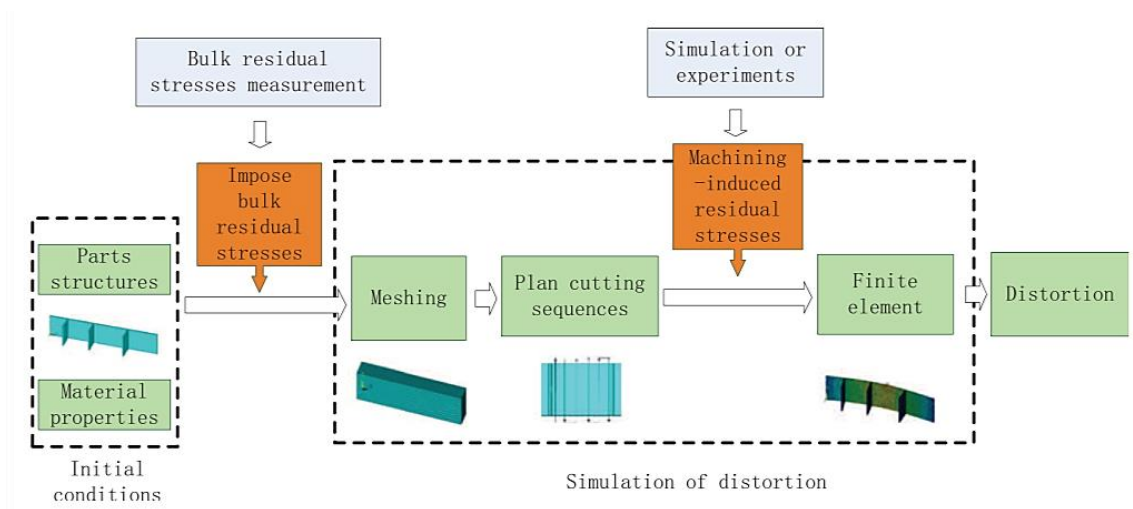 Bulk residual
stresses measurement
Simulation or
experiments
Impose
bulk
residual
stresses
Machining
-induced
residual
stresses
Parts
structures
Material
properties
Meshing
Plan cutting
sequences
Finite
element
Distortion
Initial
conditions
Simulation of distortion